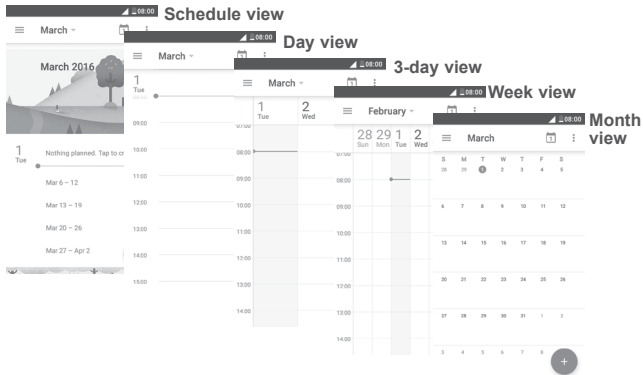 08:00
Schedule view
March
1
March 2016
1
Tue
Nothing planned. Tap to cr
Mar 6 – 12
Mar 13 – 19
Mar 20 – 26
Mar 27 – Apr 2
08:00
Day view
March
1
1
Tue
09:00
10:00
11:00
12:00
13:00
14:00
15:00
08:00
3-day view
March
1
1 2
Tue Wed
07:00
08:00
09:00
10:00
11:00
12:00
13:00
14:00
08:00
Week view
February
1
28 29 1 2
Sun Mon Tue Wed
07:00
08:00
09:00
10:00
11:00
12:00
13:00
14:00
08:00
Month
view
March
1
S M T W T F S
28 29 1 2 3 4 5
6 7 8 9 10 11 12
13 14 15 16 17 18 19
20 21 22 23 24 25 26
27 28 29 30 31 1 2
3 4 5 6 7 8